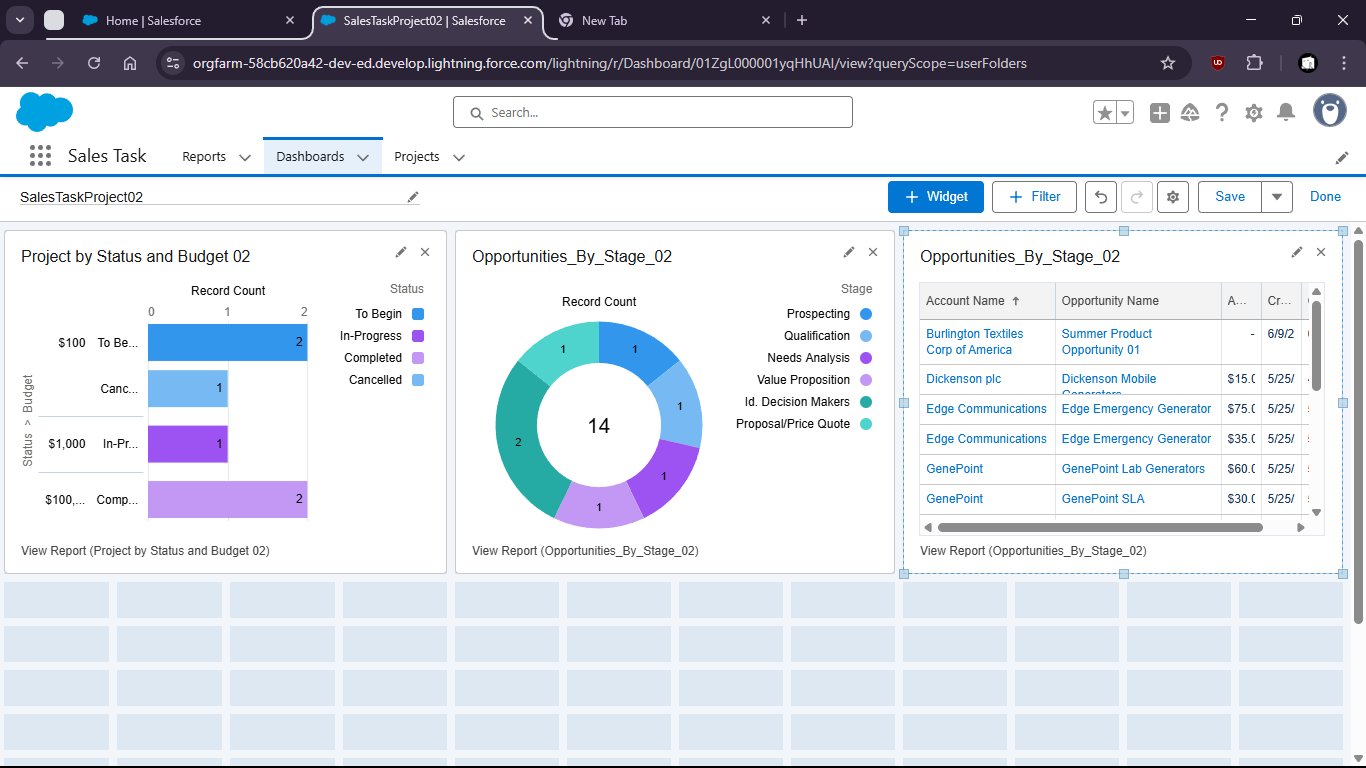 Home | Salesforce
SalesTaskProject02 | Salesforce
New Tab
orgfarm-58cb620a42-dev-ed.develop.lightning.force.com/lightning/r/Dashboard/01ZgL000001yqHhUAI/view?queryScope=userFolders
Search...
Sales Task
Reports
Dashboards
Projects
SalesTaskProject02
Widget
Filter
Save
Done
Project by Status and Budget 02
Record Count
0 1 2
Status > Budget
$100 To Be... 2
Canc... 1
$1,000 In-Pr... 1
$100,... Comp... 2
Status
To Begin
In-Progress
Completed
Cancelled
View Report (Project by Status and Budget 02)
Opportunities_By_Stage_02
Record Count
1
1
1
1
2
1
14
Stage
Prospecting
Qualification
Needs Analysis
Value Proposition
Id. Decision Makers
Proposal/Price Quote
View Report (Opportunities_By_Stage_02)
Opportunities_By_Stage_02
Account Name Opportunity Name A... Cr...
Burlington Textiles Summer Product - 6/9/2
Corp of America Opportunity 01
Dickenson plc Dickenson Mobile $15.0 5/25/
Generators
Edge Communications Edge Emergency Generator $75.0 5/25/
Edge Communications Edge Emergency Generator $35.0 5/25/
GenePoint GenePoint Lab Generators $60.0 5/25/
GenePoint GenePoint SLA $30.0 5/25/
View Report (Opportunities_By_Stage_02)